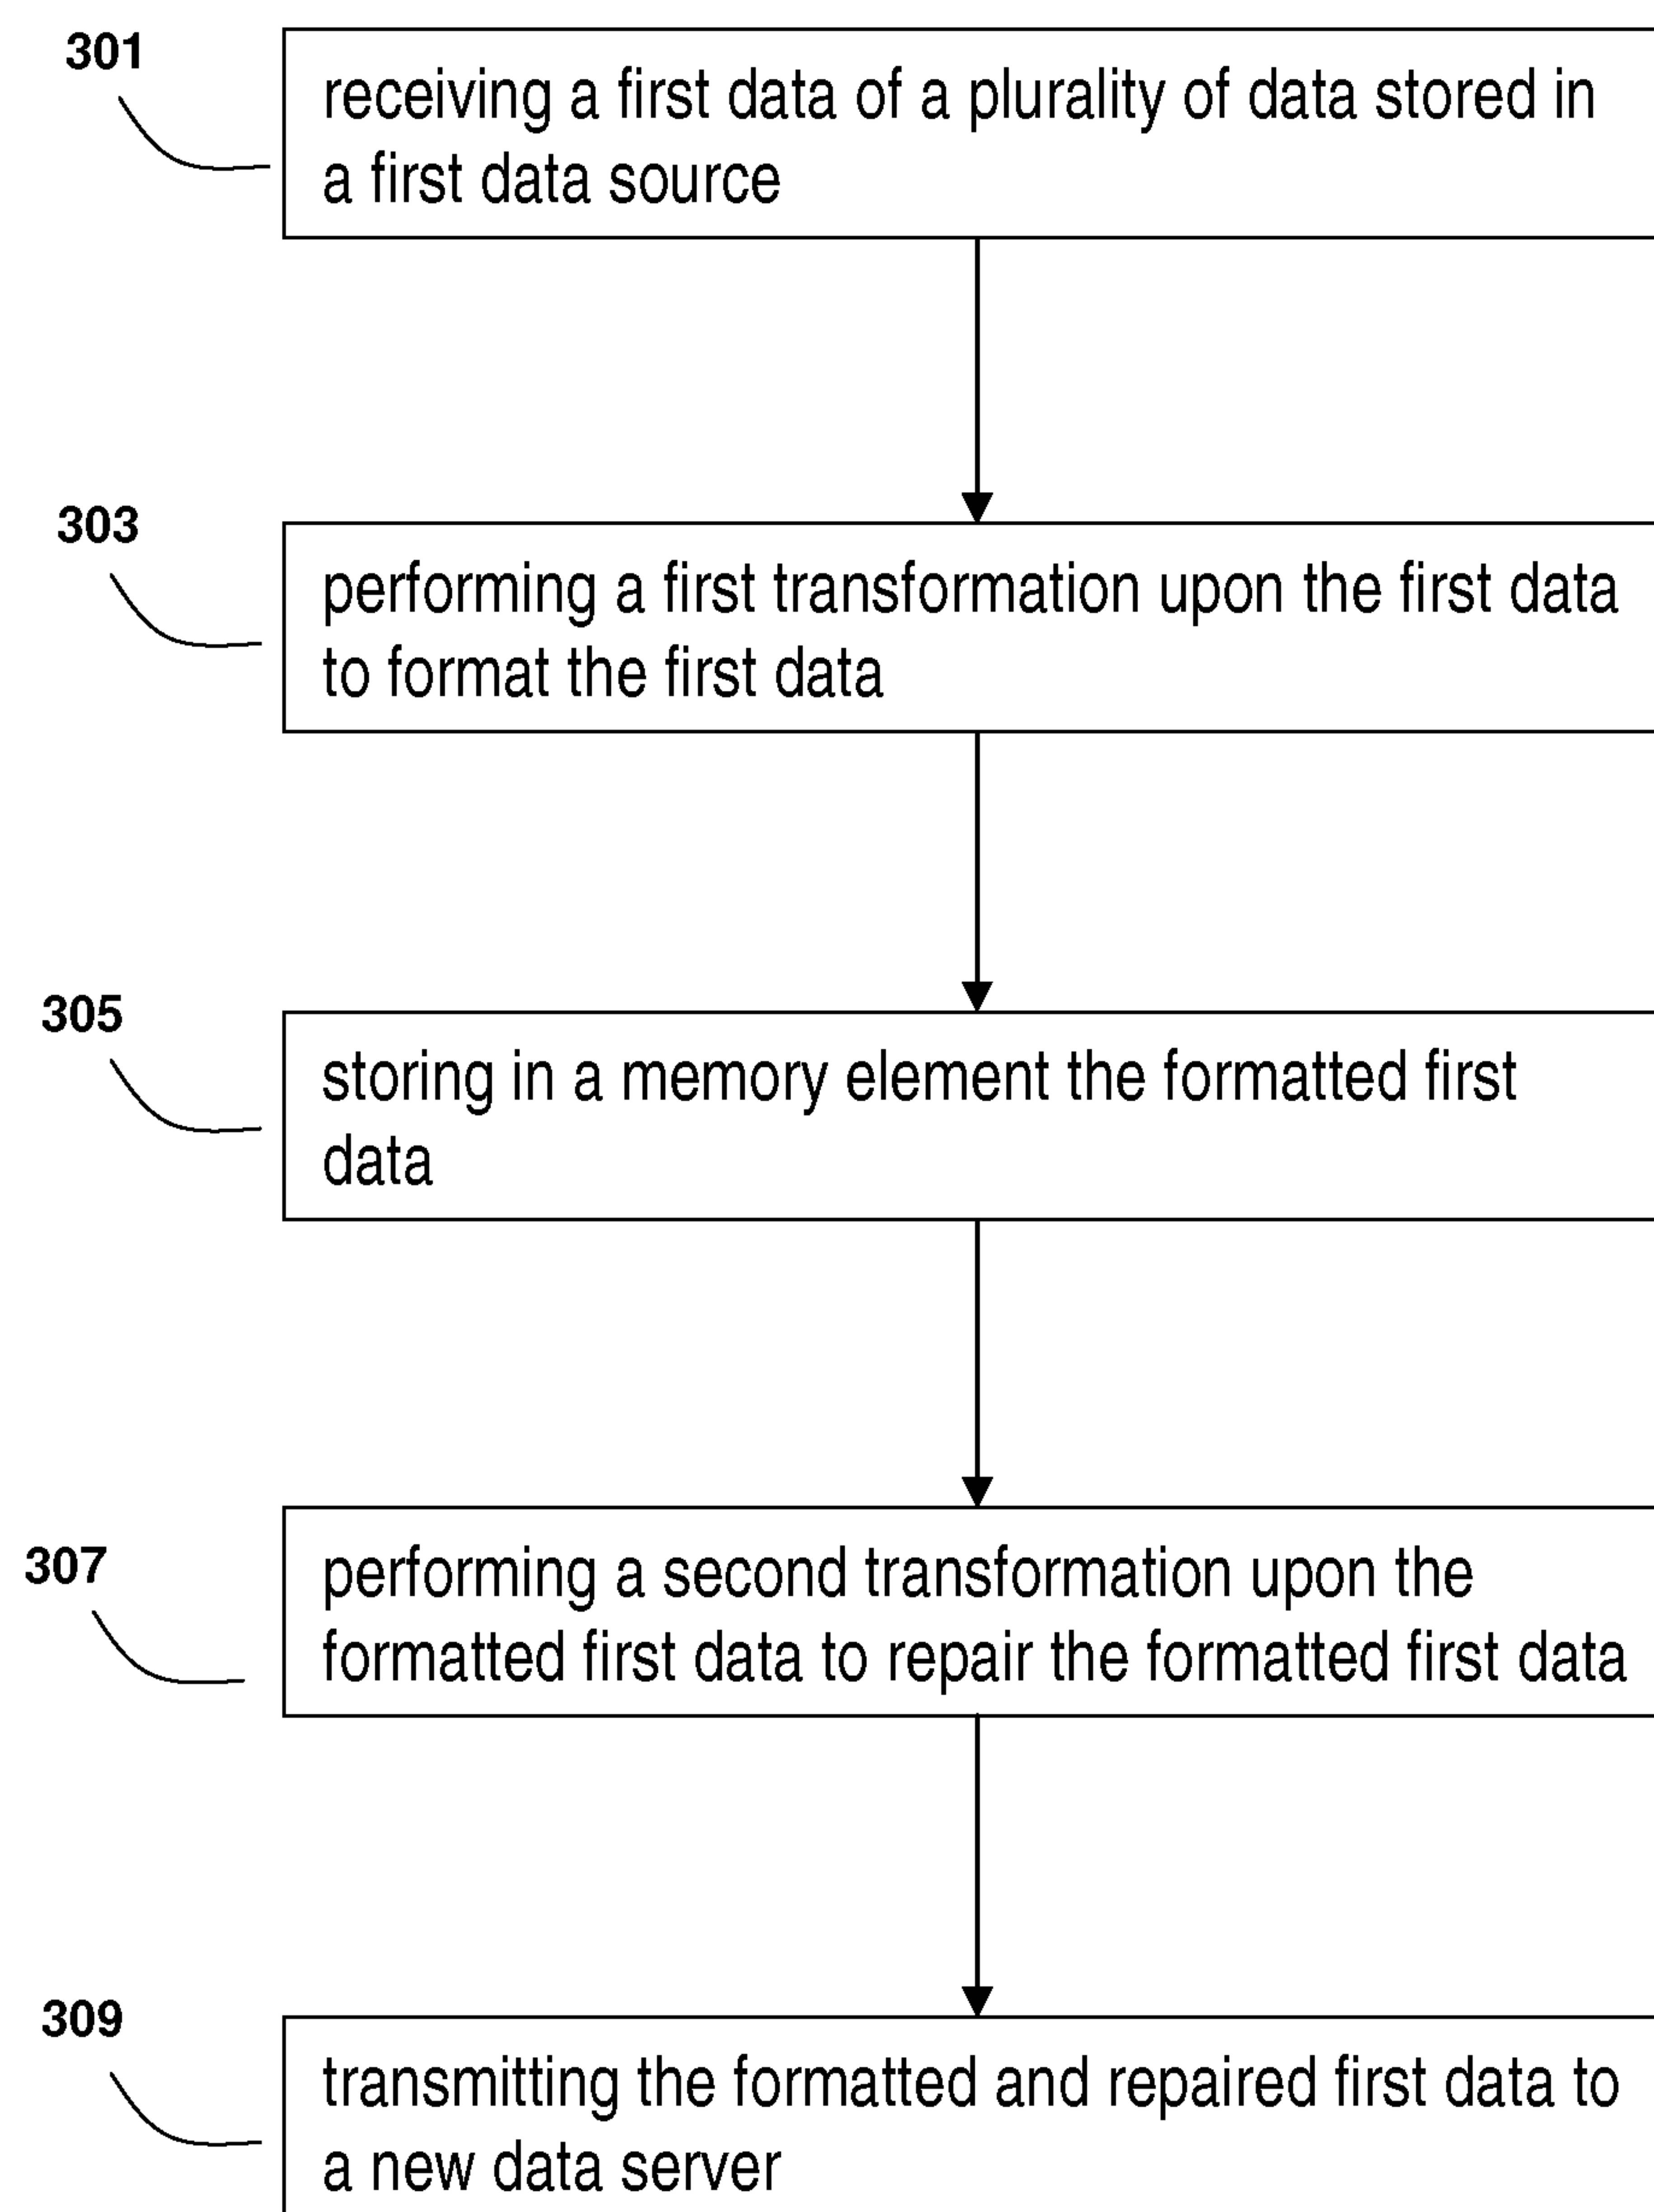 301
receiving a first data of a plurality of data stored in
a first data source
303
performing a first transformation upon the first data
to format the first data
305
storing in a memory element the formatted first
data
307
performing a second transformation upon the
formatted first data to repair the formatted first data
309
transmitting the formatted and repaired first data to
a new data server